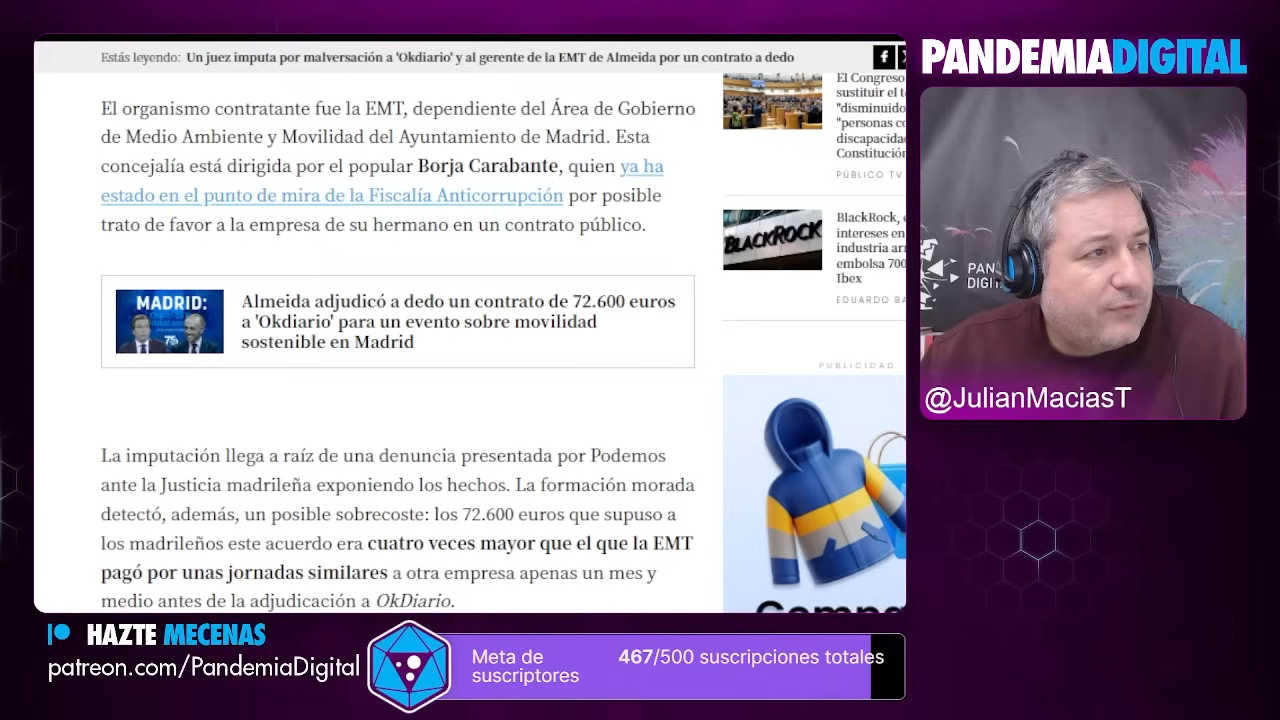 Estás leyendo: Un juez imputa por malversación a 'Okdiario' y al gerente de la EMT de Almeida por un contrato a dedo
El organismo contratante fue la EMT, dependiente del Área de Gobierno
de Medio Ambiente y Movilidad del Ayuntamiento de Madrid. Esta
concejalía está dirigida por el popular Borja Carabante, quien ya ha
estado en el punto de mira de la Fiscalía Anticorrupción por posible
trato de favor a la empresa de su hermano en un contrato público.
MADRID:
75
Almeida adjudicó a dedo un contrato de 72.600 euros
a 'Okdiario' para un evento sobre movilidad
sostenible en Madrid
La imputación llega a raíz de una denuncia presentada por Podemos
ante la Justicia madrileña exponiendo los hechos. La formación morada
detectó, además, un posible sobrecoste: los 72.600 euros que supuso a
los madrileños este acuerdo era cuatro veces mayor que el que la EMT
pagó por unas jornadas similares a otra empresa apenas un mes y
medio antes de la adjudicación a OkDiario.
El Congreso
sustituir el t
"disminuido
"personas co
discapacidad
Constitución
PÚBLICO TV
BLACKROCK
BlackRock, e
intereses en
industria ar
embolsa 700
Ibex
EDUARDO BA
PUBLICIDAD
PANDEMIADIGITAL
PAN
DIGI
@JulianMaciasT
HAZTE MECENAS
patreon.com/PandemiaDigital
Meta de
suscriptores
467/500 suscripciones totales